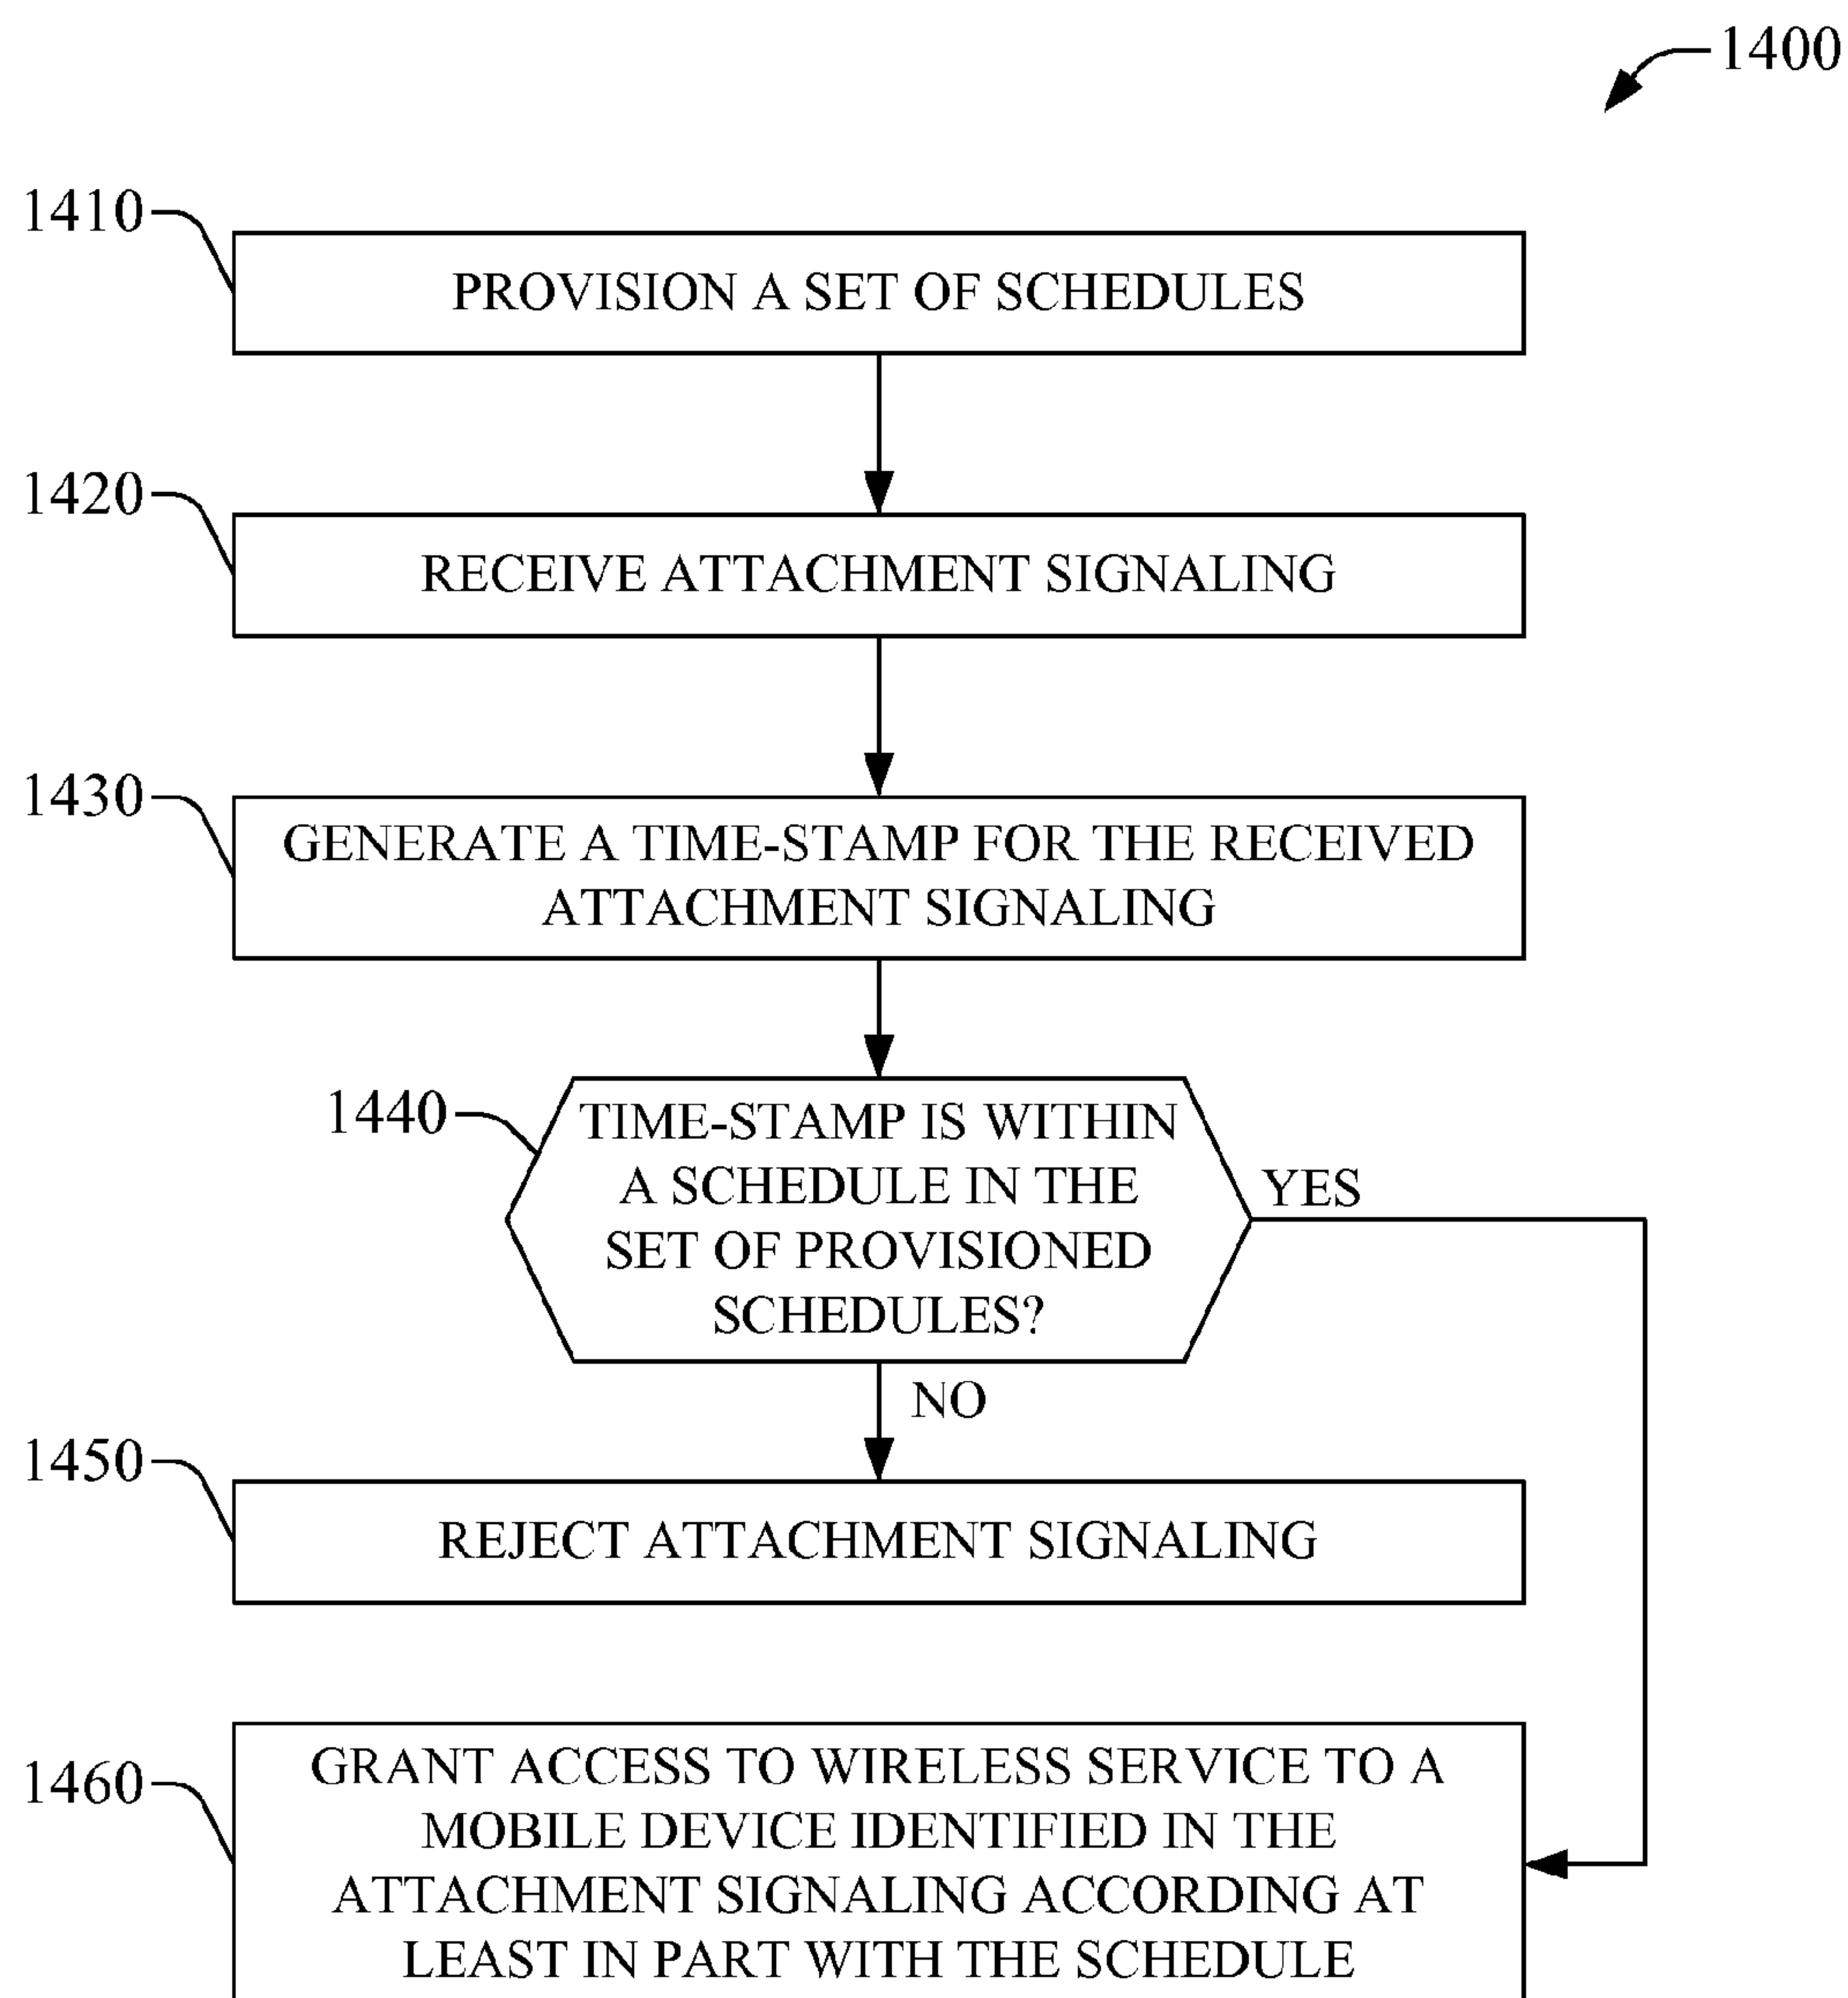 1400
1410
PROVISION A SET OF SCHEDULES
1420
RECEIVE ATTACHMENT SIGNALING
1430
GENERATE A TIME-STAMP FOR THE RECEIVED
ATTACHMENT SIGNALING
1440
TIME-STAMP IS WITHIN
A SCHEDULE IN THE
SET OF PROVISIONED
SCHEDULES?
YES
NO
1450
REJECT ATTACHMENT SIGNALING
1460
GRANT ACCESS TO WIRELESS SERVICE TO A
MOBILE DEVICE IDENTIFIED IN THE
ATTACHMENT SIGNALING ACCORDING AT
LEAST IN PART WITH THE SCHEDULE